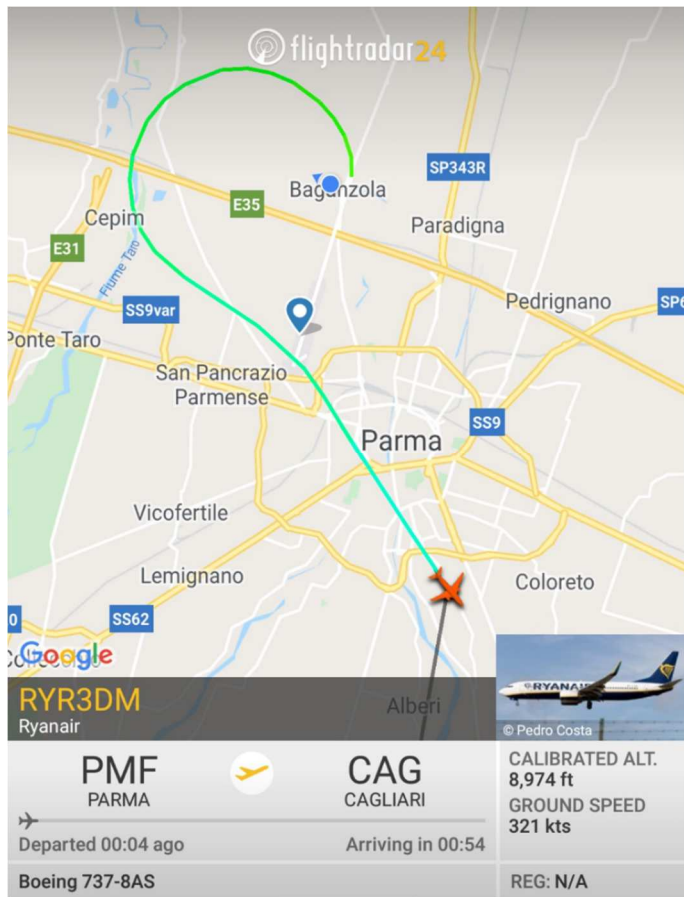 flightradar24
SP343R
Baganzola
E35
Paradigna
Cepim
E31
Fiume Taro
Pedrignano
SS9var
SP6
Ponte Taro
San Pancrazio
Parmense
SS9
Parma
Vicofertile
Lemignano
Coloreto
0
SS62
Google
RYR3DM
Ryanair
Alberi
RYANAIR
© Pedro Costa
PMF
PARMA
CAG
CAGLIARI
CALIBRATED ALT.
8,974 ft
GROUND SPEED
321 kts
Departed 00:04 ago
Arriving in 00:54
Boeing 737-8AS
REG: N/A